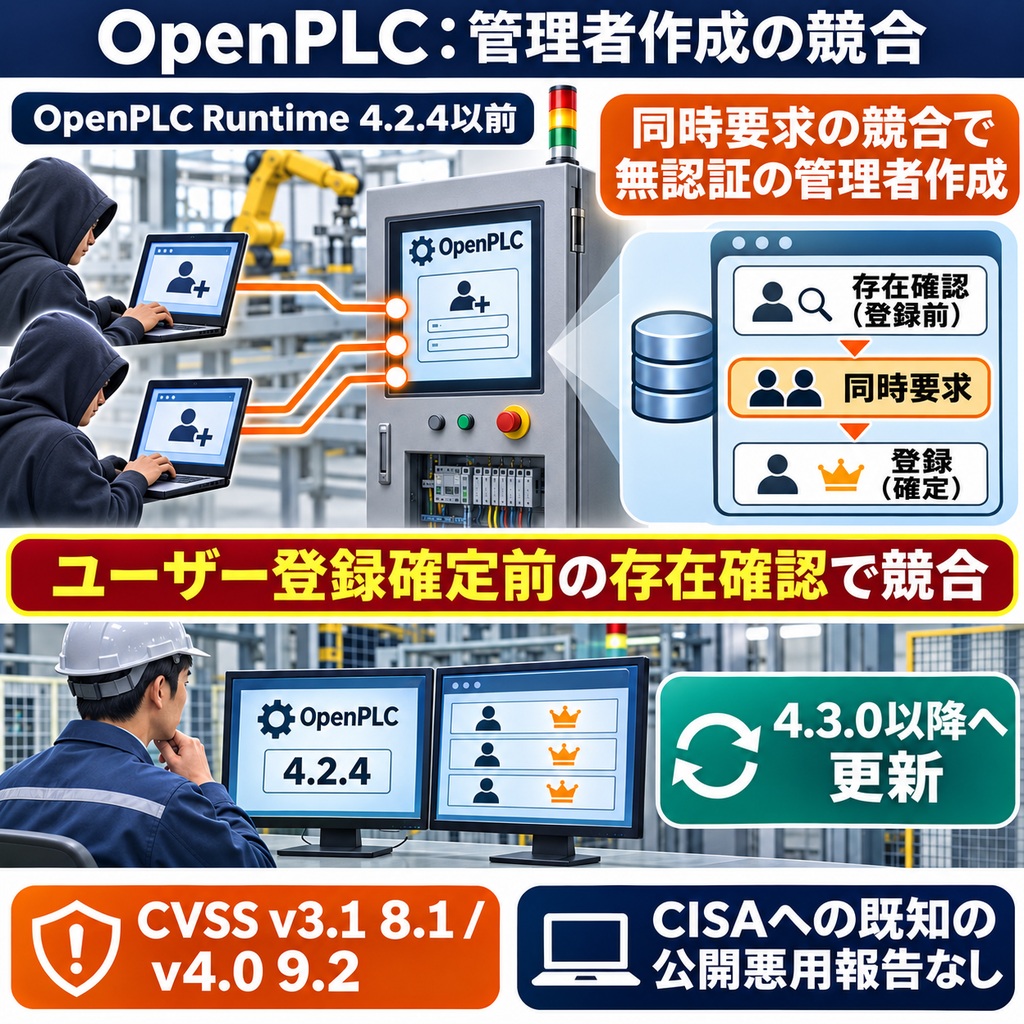 OpenPLC：管理者作成の競合
OpenPLC Runtime 4.2.4以前
同時要求の競合で
無認証の管理者作成
OpenPLC
存在確認
（登録前）
同時要求
登録
（確定）
ユーザー登録確定前の存在確認で競合
OpenPLC
4.2.4
4.3.0以降へ
更新
CVSS v3.1 8.1 /
v4.0 9.2
CISAへの既知の
公開悪用報告なし